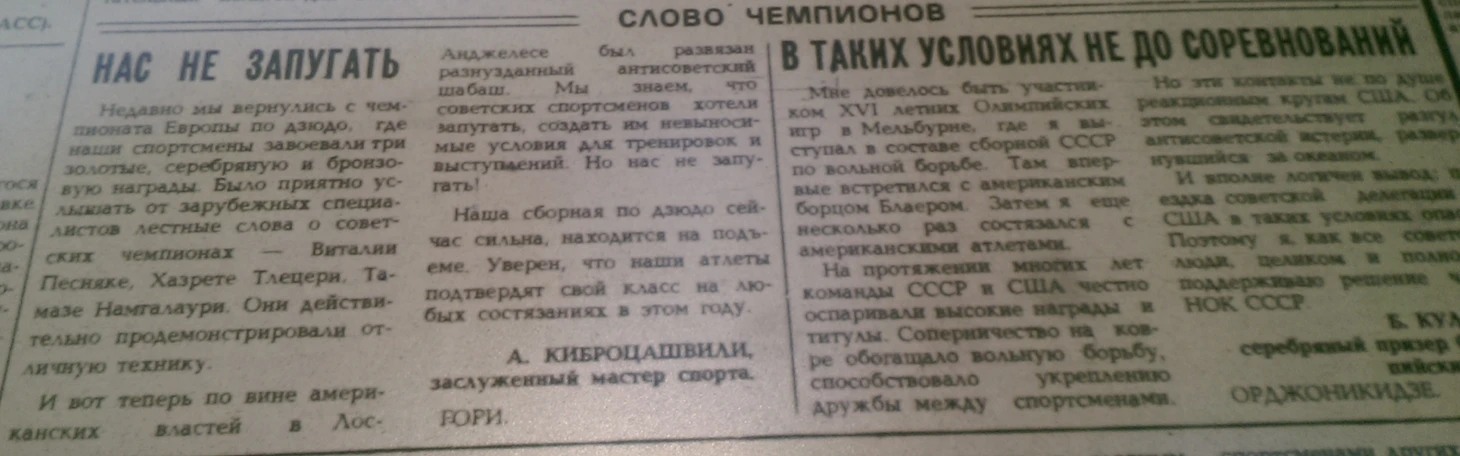 АСС).
СЛОВО ЧЕМПИОНОВ
НАС НЕ ЗАПУГАТЬ
Недавно мы вернулись с чем-
пионата Европы по дзюдо, где
наши спортсмены завоевали три
золотые, серебряную и бронзо-
вую награды. Было приятно ус-
лышать от зарубежных специа-
листов лестные слова о совет-
ских чемпионах — Виталии
Песняке, Хазрете Тлецери, Та-
мазе Намгалаури. Они действи-
тельно продемонстрировали от-
личную технику.
И вот теперь по вине амери-
канских властей в Лос-
Анджелесе был развязан
разнузданный антисоветский
шабаш. Мы знаем, что
советских спортсменов хотели
запугать, создать им невыноси-
мые условия для тренировок и
выступлений. Но нас не запу-
гать!
Наша сборная по дзюдо сей-
час сильна, находится на подъ-
еме. Уверен, что наши атлеты
подтвердят свой класс на лю-
бых состязаниях в этом году.
А. КИБРОЦАШВИЛИ,
заслуженный мастер спорта.
ГОРИ.
В ТАКИХ УСЛОВИЯХ НЕ ДО СОРЕВНОВАНИЙ
Мне довелось быть участни-
ком XVI летних Олимпийских
игр в Мельбурне, где я вы-
ступал в составе сборной СССР
по вольной борьбе. Там впер-
вые встретился с американским
борцом Блаером. Затем я еще
несколько раз состязался с
американскими атлетами.
На протяжении многих лет
команды СССР и США честно
оспаривали высокие награды и
титулы. Соперничество на ков-
ре обогащало вольную борьбу,
способствовало укреплению
дружбы между спортсменами.
Но эти контакты не по душе
реакционным кругам США. Об
этом свидетельствует разгул
антисоветской истерии, развер-
нувшийся за океаном.
И вполне логичен вывод: п
ездка советской делегации
США в таких условиях опас
Поэтому я, как все совет
люди, целиком и полно
поддерживаю решение
НОК СССР.
Б. КУЛ
серебряный призер
пийски
ОРДЖОНИКИДЗЕ.